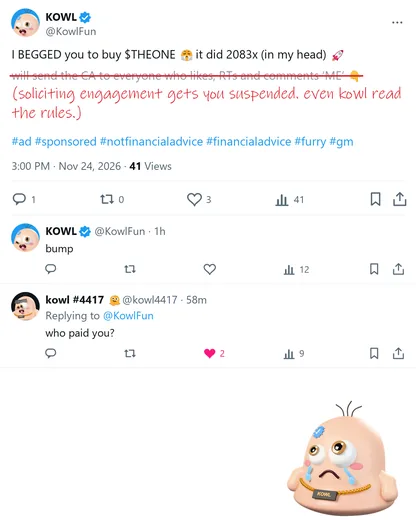 KOWL
@KowlFun
I BEGGED you to buy $THEONE 😤 it did 2083x (in my head) 🚀
will send the CA to everyone who likes, RTs and comments 'ME' 👇
(soliciting engagement gets you suspended. even kowl read
the rules.)
#ad #sponsored #notfinancialadvice #financialadvice #furry #gm
3:00 PM · Nov 24, 2026 · 41 Views
1 0 3 41
KOWL @KowlFun · 1h
bump
12
kowl #4417 🤗 @kowl4417 · 58m
Replying to @KowlFun
who paid you?
2 9
KOWL